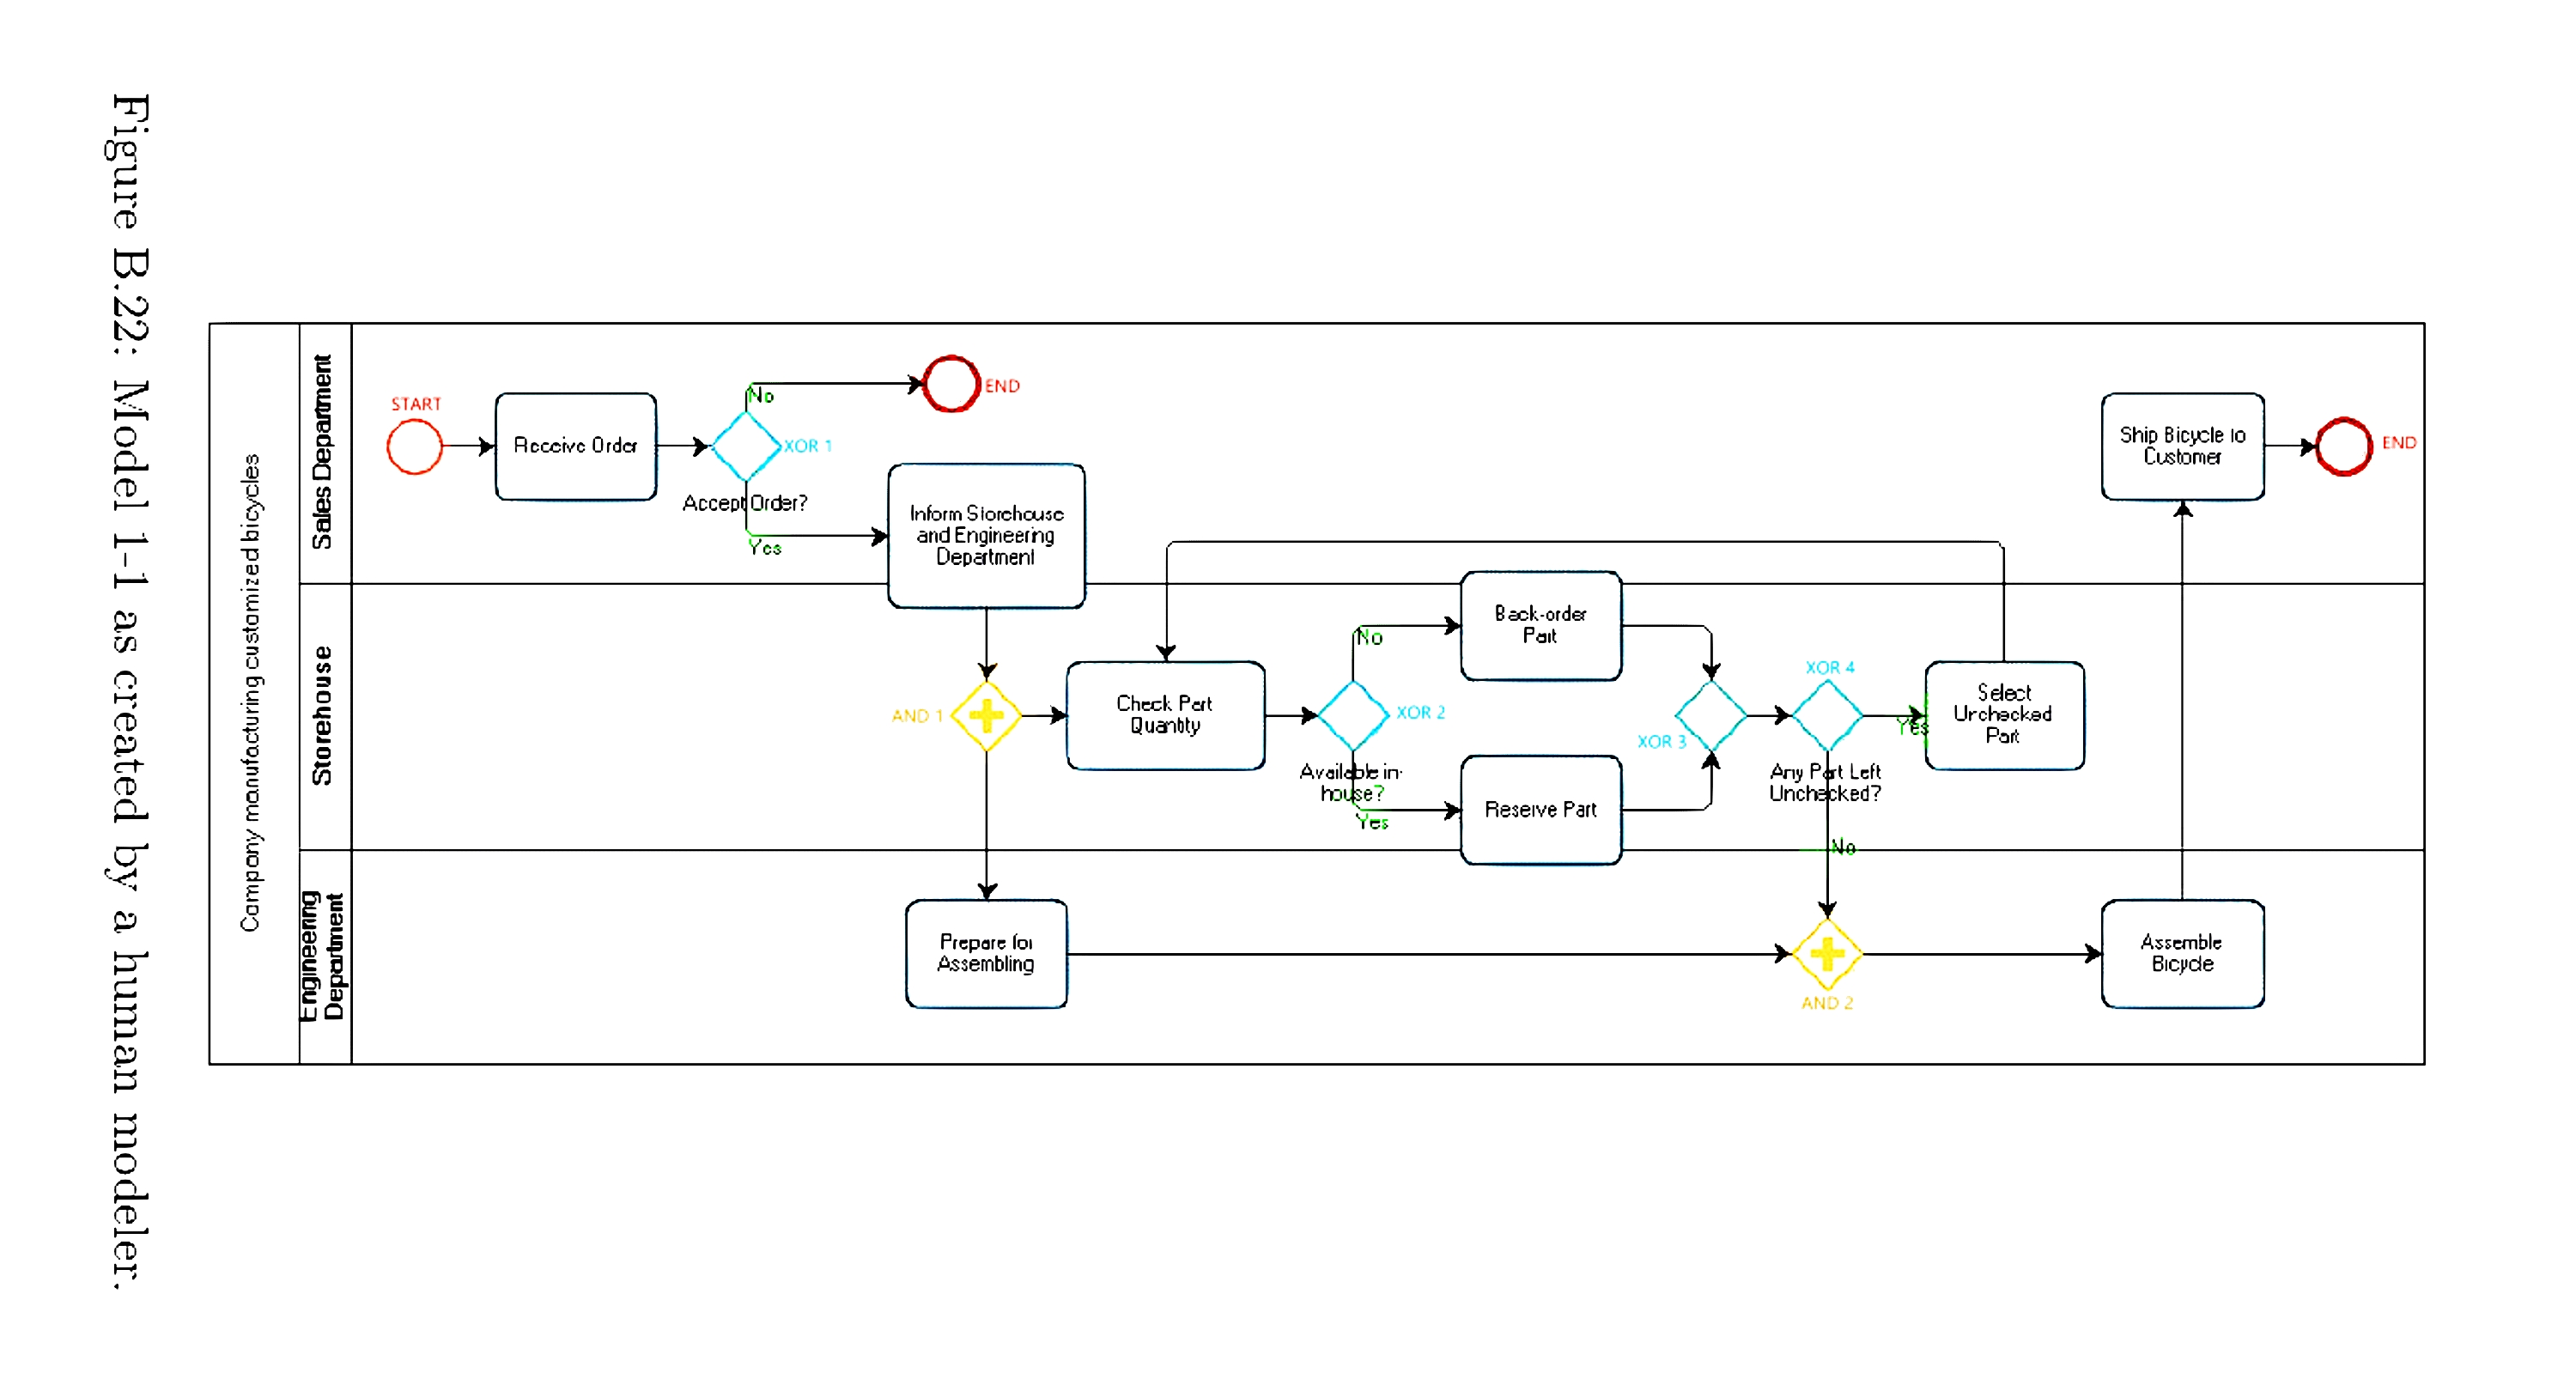 Figure B.22: Model 1-1 as created by a human modeler.
Company manufacturing customized bicycles
Sales Department
START
Receive Order
No
END
XOR 1
Accept Order?
Yes
Inform Storehouse
and Engineering
Department
Ship Bicycle to
Customer
END
Storehouse
AND 1
Check Part
Quantity
No
XOR 2
Available in-
house?
Yes
Back-order
Part
Reserve Part
XOR 3
XOR 4
Any Part Left
Unchecked?
Yes
No
Select
Unchecked
Part
Engineering
Department
Prepare for
Assembling
AND 2
Assemble
Bicycle